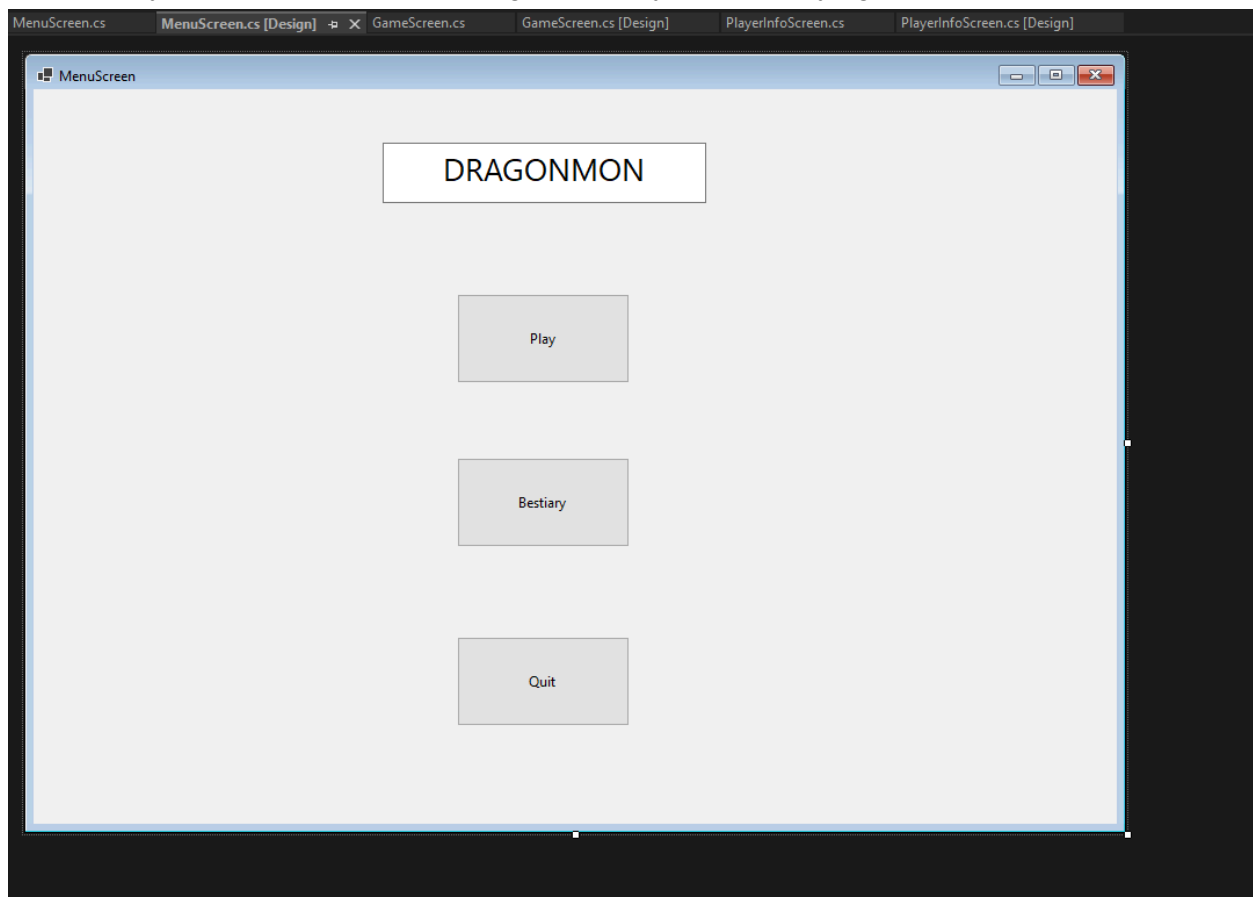 MenuScreen.cs MenuScreen.cs [Design] GameScreen.cs GameScreen.cs [Design] PlayerInfoScreen.cs PlayerInfoScreen.cs [Design]
MenuScreen
DRAGONMON
Play
Bestiary
Quit